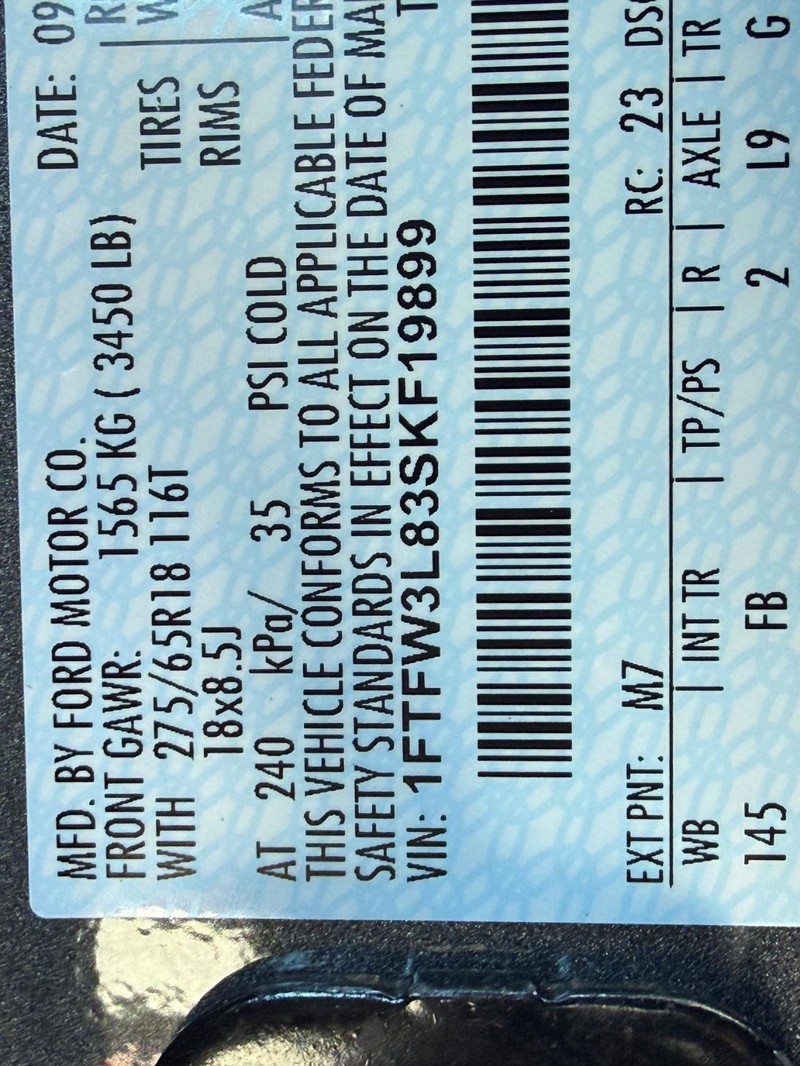 MFD. BY FORD MOTOR CO. DATE: 09
FRONT GAWR:
1565 KG ( 3450 LB)
WITH 275/65R18 116T TIRES
18x8.5J RIMS
AT 240 kPa/ 35 PSI COLD
THIS VEHICLE CONFORMS TO ALL APPLICABLE FEDER
SAFETY STANDARDS IN EFFECT ON THE DATE OF MA
VIN: 1FTFW3L83SKF19899
EXT PNT: M7 RC: 23 DS
WB | INT TR | TP/PS | R | AXLE | TR
145 FB 2 L9 G